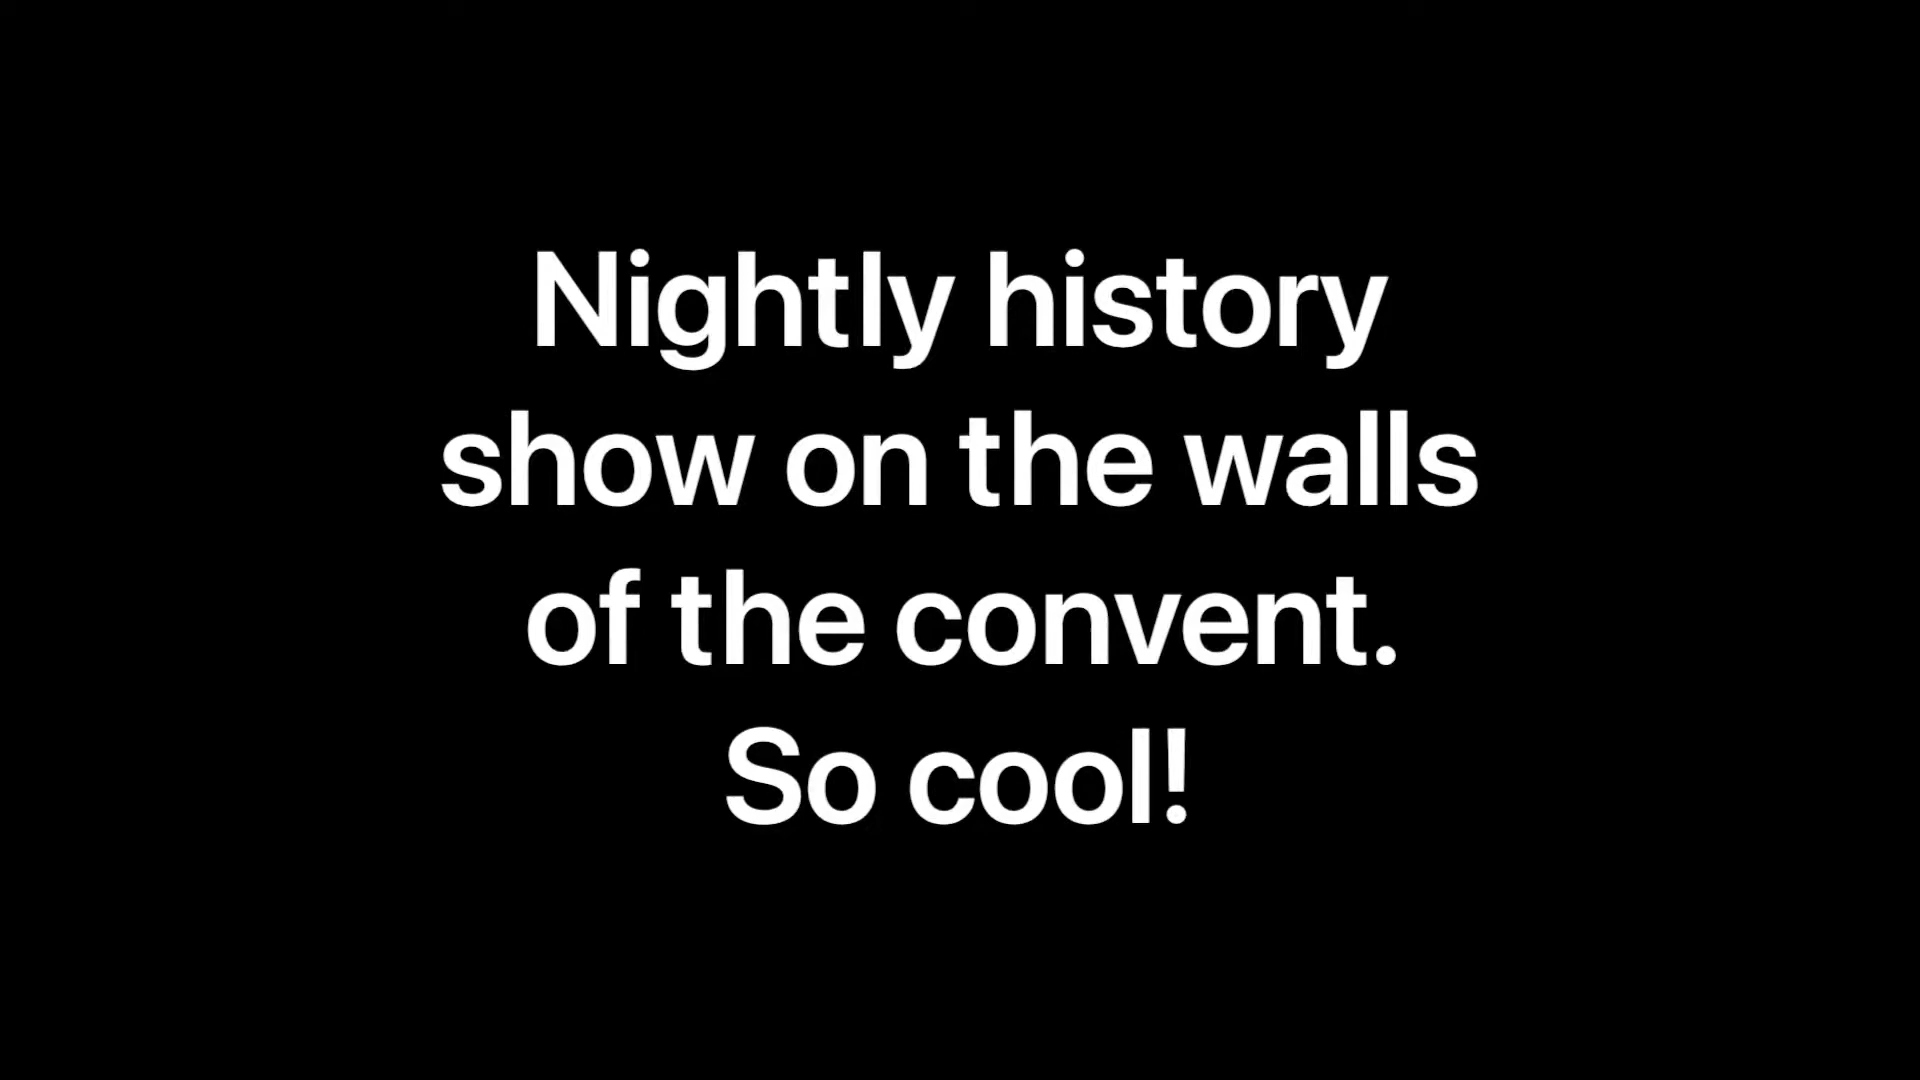 Nightly history
show on the walls
of the convent.
So cool!